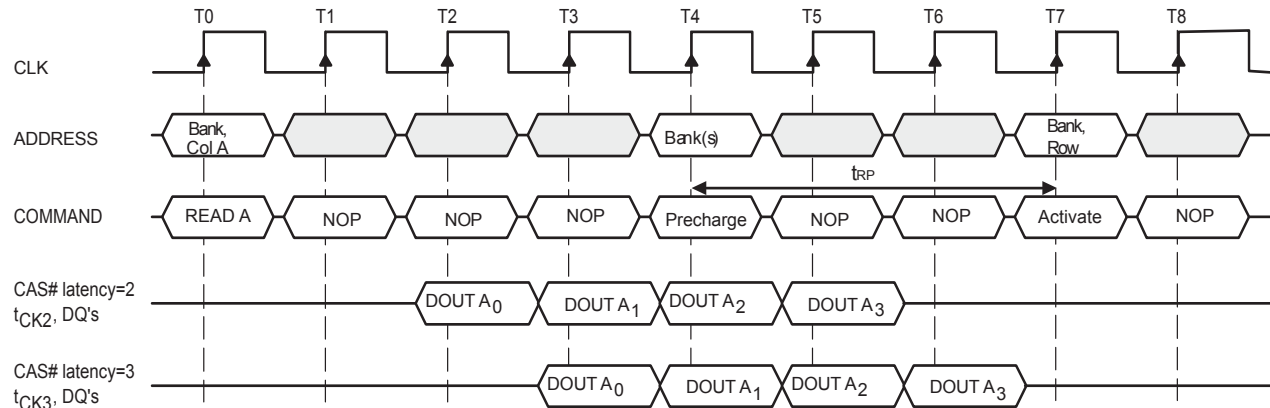 T0 T1 T2 T3 T4 T5 T6 T7 T8
CLK
ADDRESS
Bank,
Col A
Bank(s)
Bank,
Row
tRP
COMMAND
READ A NOP NOP NOP Precharge NOP NOP Activate NOP
CAS# latency=2
tCK2, DQ's
DOUT A0 DOUT A1 DOUT A2 DOUT A3
CAS# latency=3
tCK3, DQ's
DOUT A0 DOUT A1 DOUT A2 DOUT A3